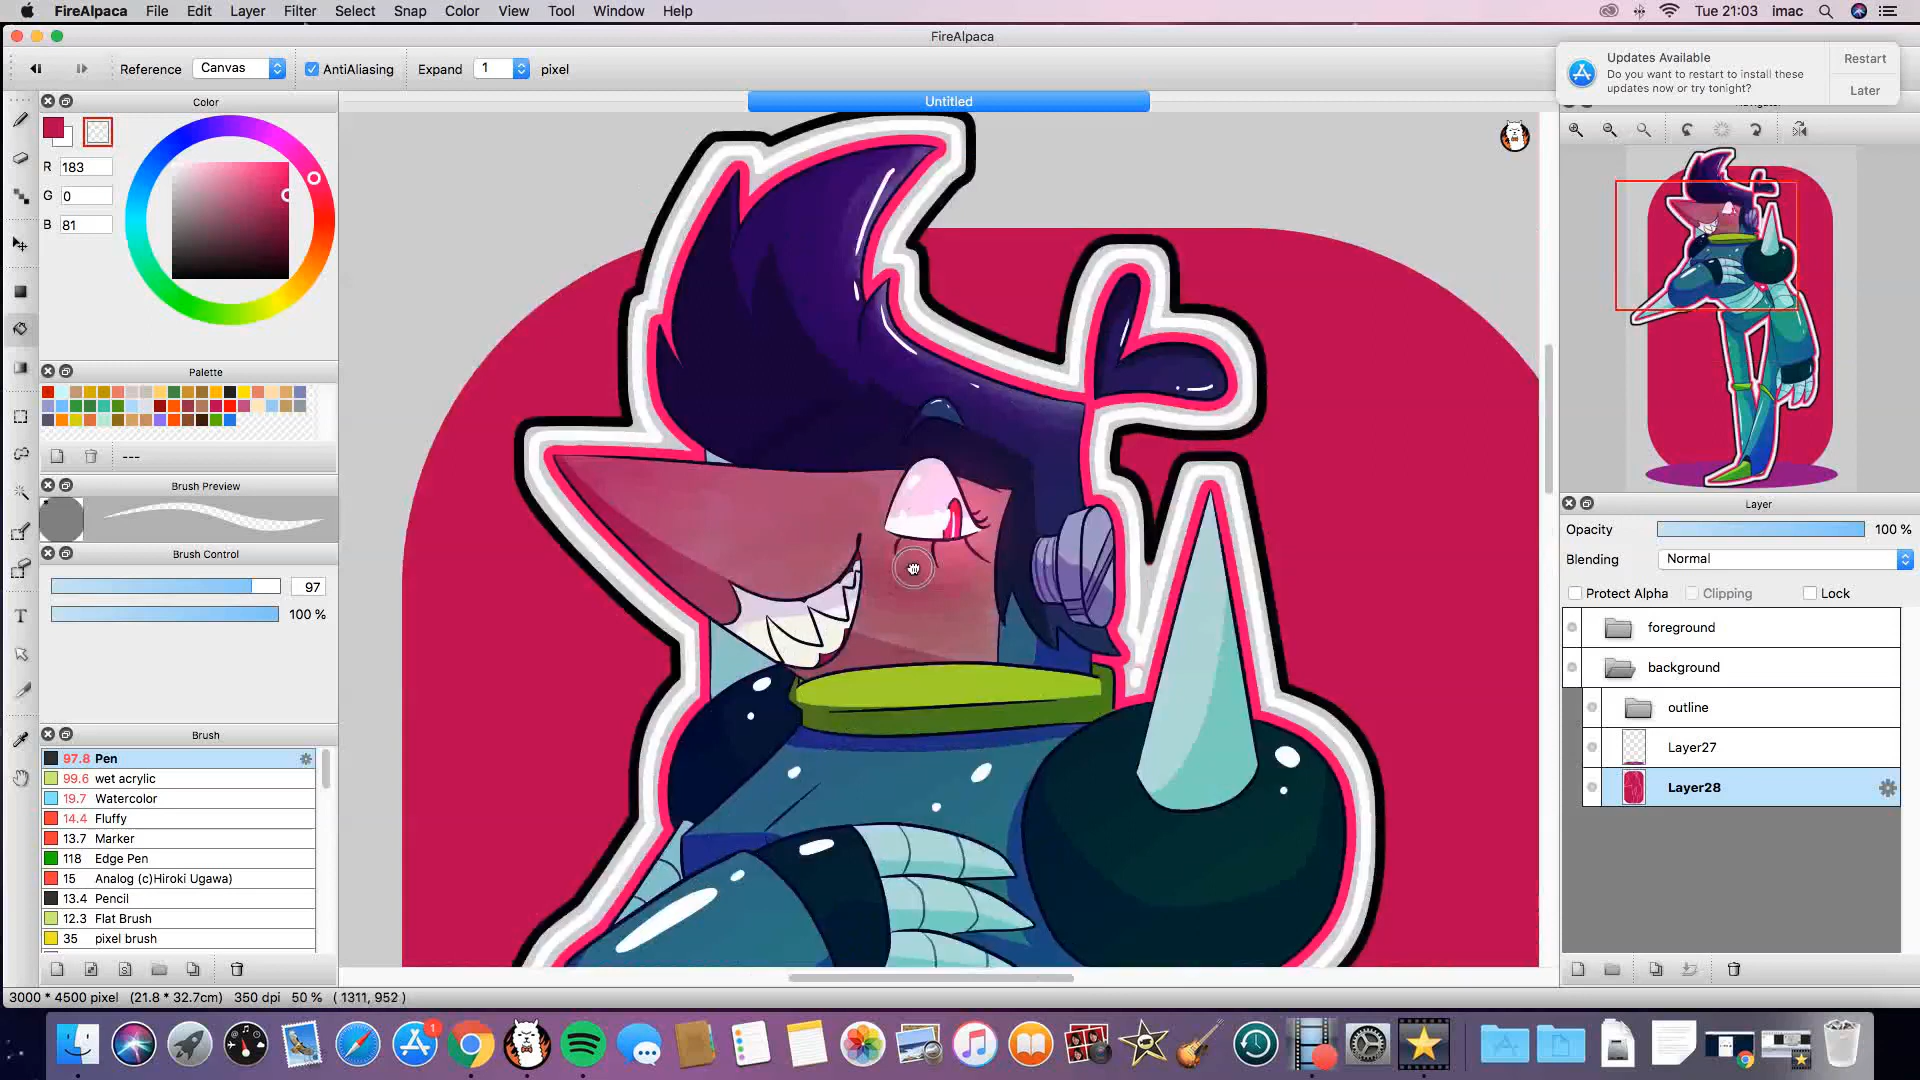 FireAlpaca File Edit Layer Filter Select Snap Color View Tool Window Help Tue 21:03 imac
FireAlpaca
Reference Canvas AntiAliasing Expand 1 pixel
Updates Available
Do you want to restart to install these
updates now or try tonight?
Restart
Later
Untitled
Color
R 183
G 0
B 81
Palette
---
Brush Preview
Brush Control
97
100 %
Brush
97.8 Pen
99.6 wet acrylic
19.7 Watercolor
14.4 Fluffy
13.7 Marker
118 Edge Pen
15 Analog (c)Hiroki Ugawa)
13.4 Pencil
12.3 Flat Brush
35 pixel brush
Layer
Opacity 100 %
Blending Normal
Protect Alpha Clipping Lock
foreground
background
outline
Layer27
Layer28
3000 * 4500 pixel (21.8 * 32.7cm) 350 dpi 50 % ( 1311, 952 )
1